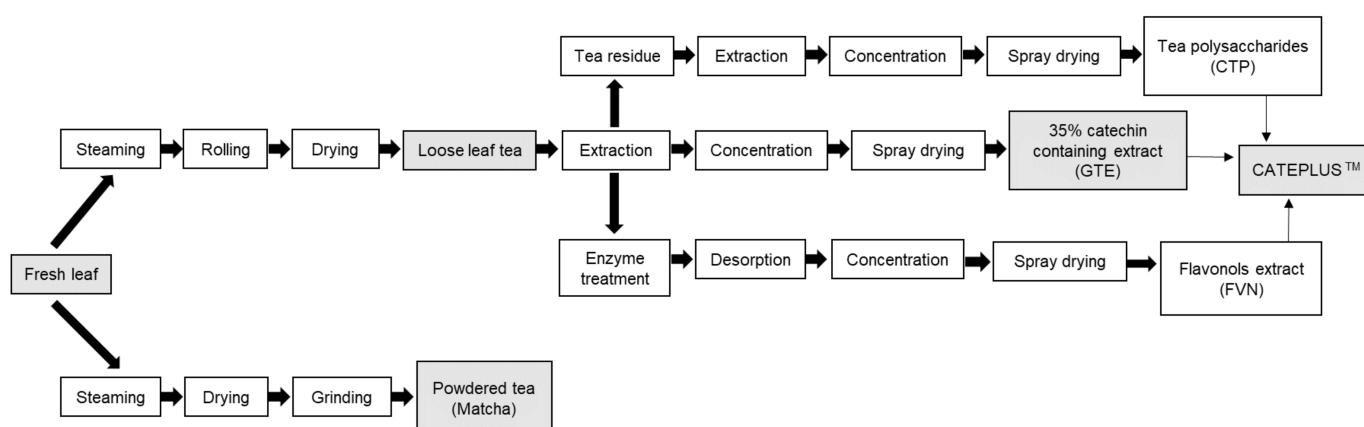 Tea residue
Extraction
Concentration
Spray drying
Tea polysaccharides
(CTP)
Steaming
Rolling
Drying
Loose leaf tea
Extraction
Concentration
Spray drying
35% catechin
containing extract
(GTE)
CATEPLUS™
Fresh leaf
Enzyme
treatment
Desorption
Concentration
Spray drying
Flavonols extract
(FVN)
Steaming
Drying
Grinding
Powdered tea
(Matcha)